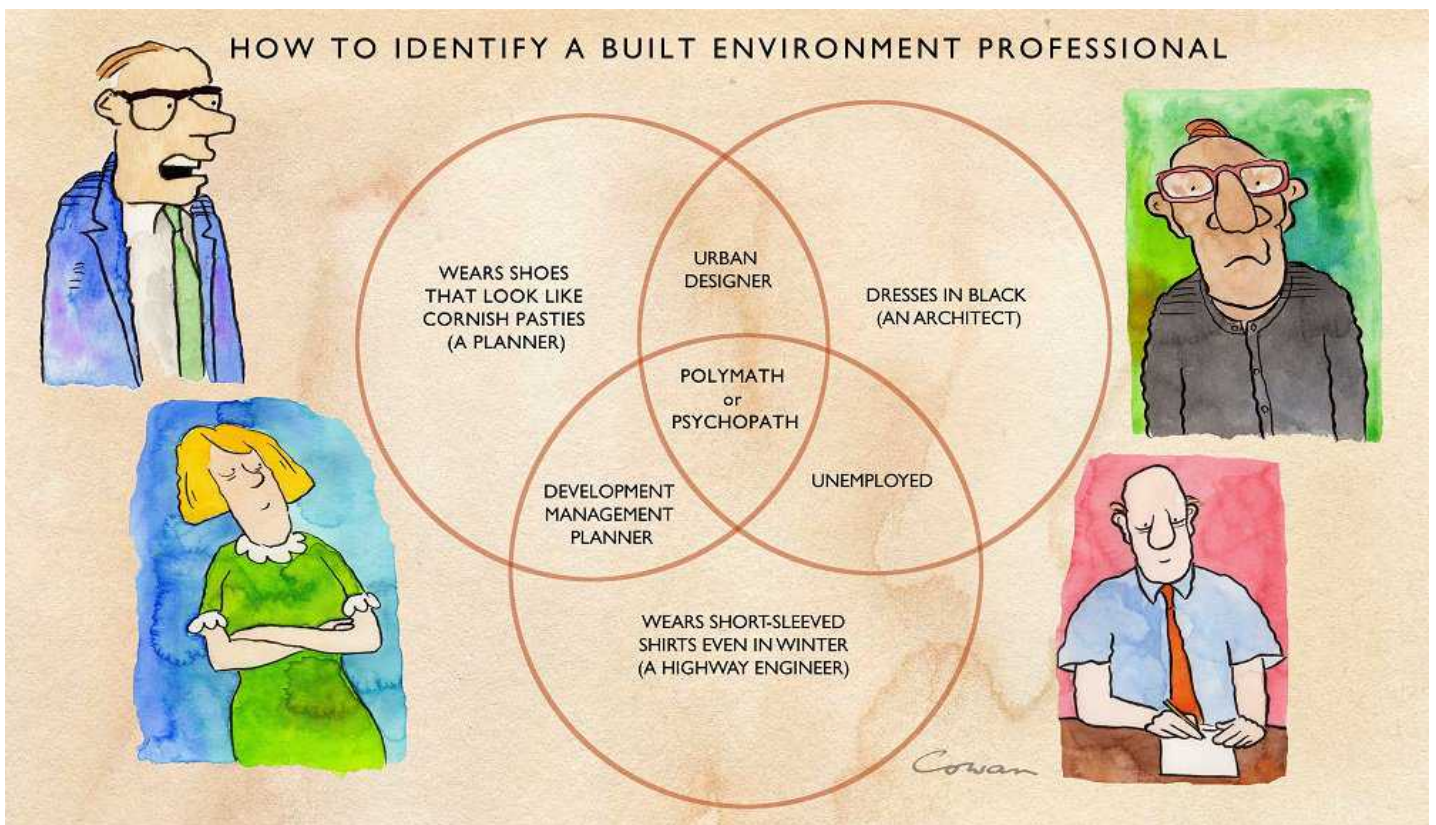 HOW TO IDENTIFY A BUILT ENVIRONMENT PROFESSIONAL
WEARS SHOES
THAT LOOK LIKE
CORNISH PASTIES
(A PLANNER)
URBAN
DESIGNER
DRESSES IN BLACK
(AN ARCHITECT)
POLYMATH
or
PSYCHOPATH
DEVELOPMENT
MANAGEMENT
PLANNER
UNEMPLOYED
WEARS SHORT-SLEEVED
SHIRTS EVEN IN WINTER
(A HIGHWAY ENGINEER)
Cowan